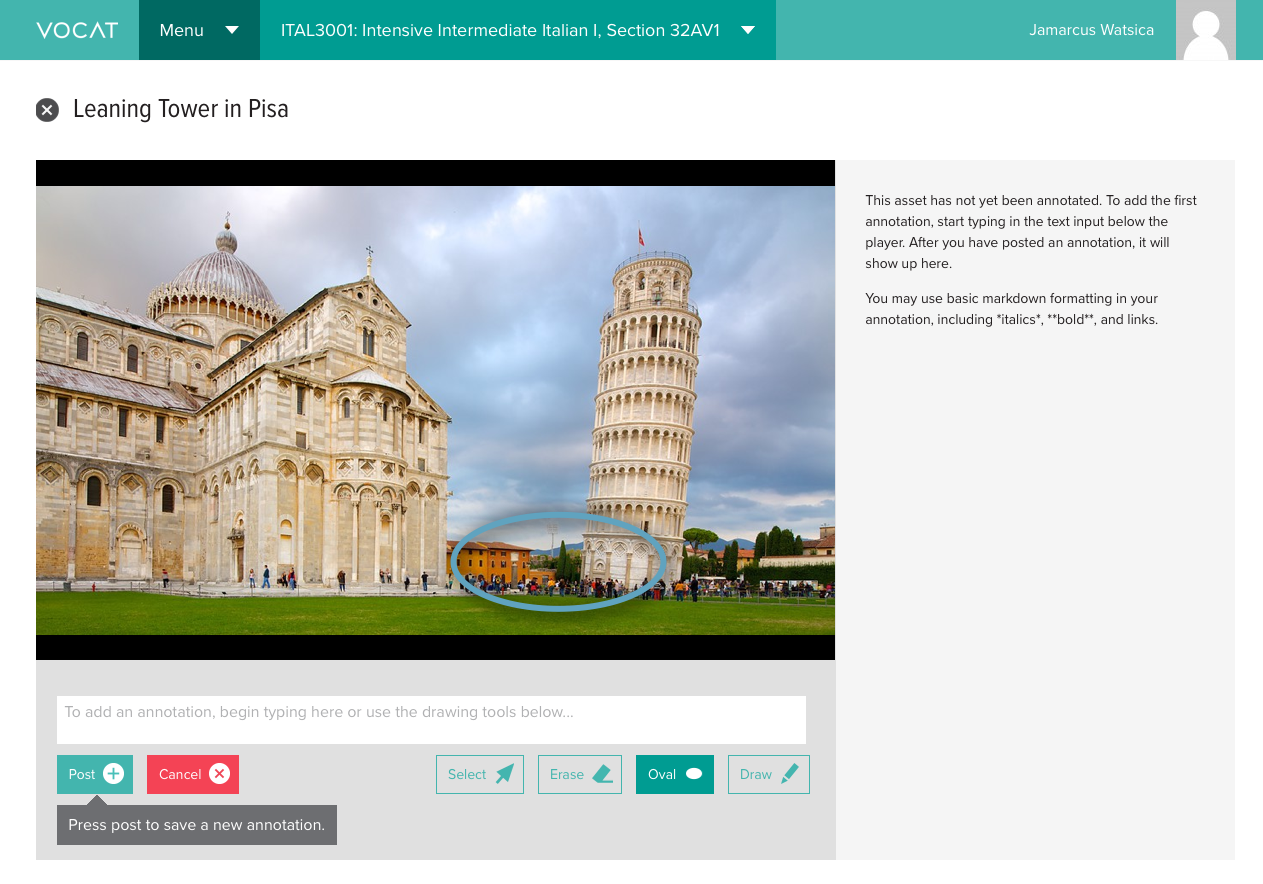 VOCAT
Menu
ITAL3001: Intensive Intermediate Italian I, Section 32AV1
Jamarcus Watsica
Leaning Tower in Pisa
This asset has not yet been annotated. To add the first
annotation, start typing in the text input below the
player. After you have posted an annotation, it will
show up here.
You may use basic markdown formatting in your
annotation, including *italics*, **bold**, and links.
To add an annotation, begin typing here or use the drawing tools below...
Post
Cancel
Select
Erase
Oval
Draw
Press post to save a new annotation.